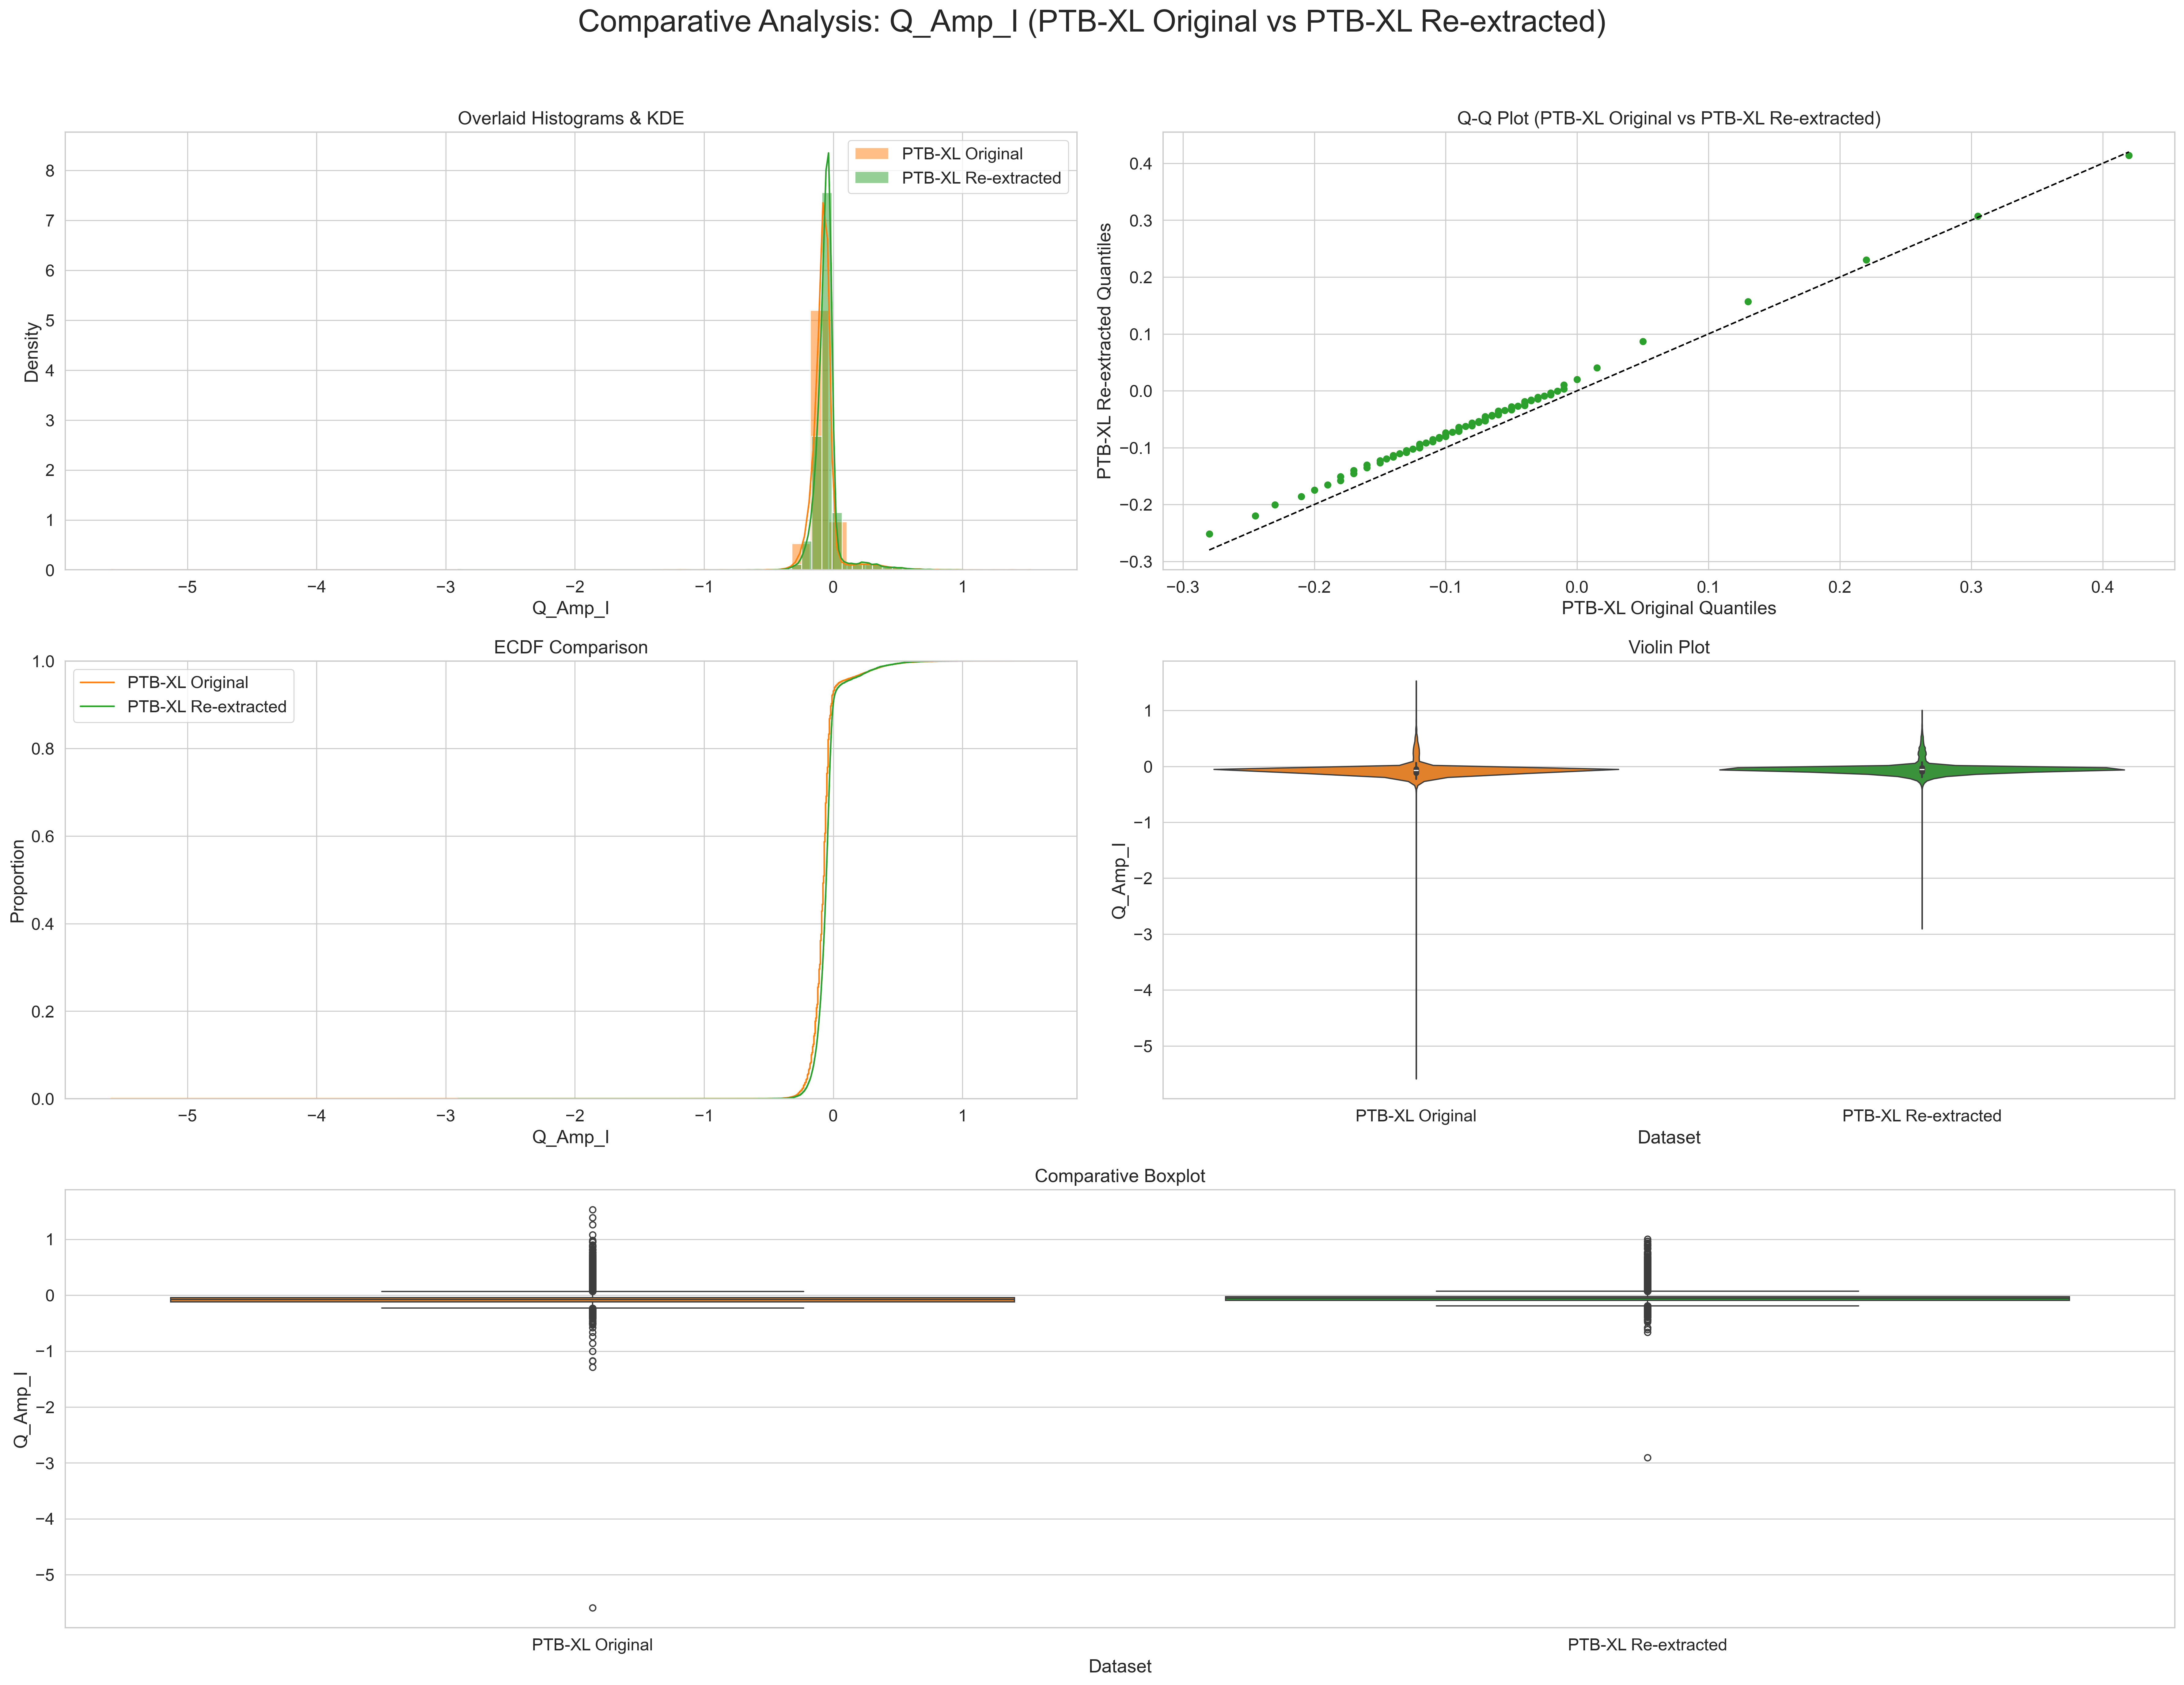 Comparative Analysis: Q_Amp_I (PTB-XL Original vs PTB-XL Re-extracted)
Overlaid Histograms & KDE
PTB-XL Original
PTB-XL Re-extracted
Density
8
7
6
5
4
3
2
1
0
−5 −4 −3 −2 −1 0 1
Q_Amp_I
Q-Q Plot (PTB-XL Original vs PTB-XL Re-extracted)
PTB-XL Re-extracted Quantiles
0.4
0.3
0.2
0.1
0.0
−0.1
−0.2
−0.3
−0.3 −0.2 −0.1 0.0 0.1 0.2 0.3 0.4
PTB-XL Original Quantiles
ECDF Comparison
PTB-XL Original
PTB-XL Re-extracted
Proportion
1.0
0.8
0.6
0.4
0.2
0.0
−5 −4 −3 −2 −1 0 1
Q_Amp_I
Violin Plot
Q_Amp_I
1
0
−1
−2
−3
−4
−5
PTB-XL Original PTB-XL Re-extracted
Dataset
Comparative Boxplot
Q_Amp_I
1
0
−1
−2
−3
−4
−5
PTB-XL Original PTB-XL Re-extracted
Dataset